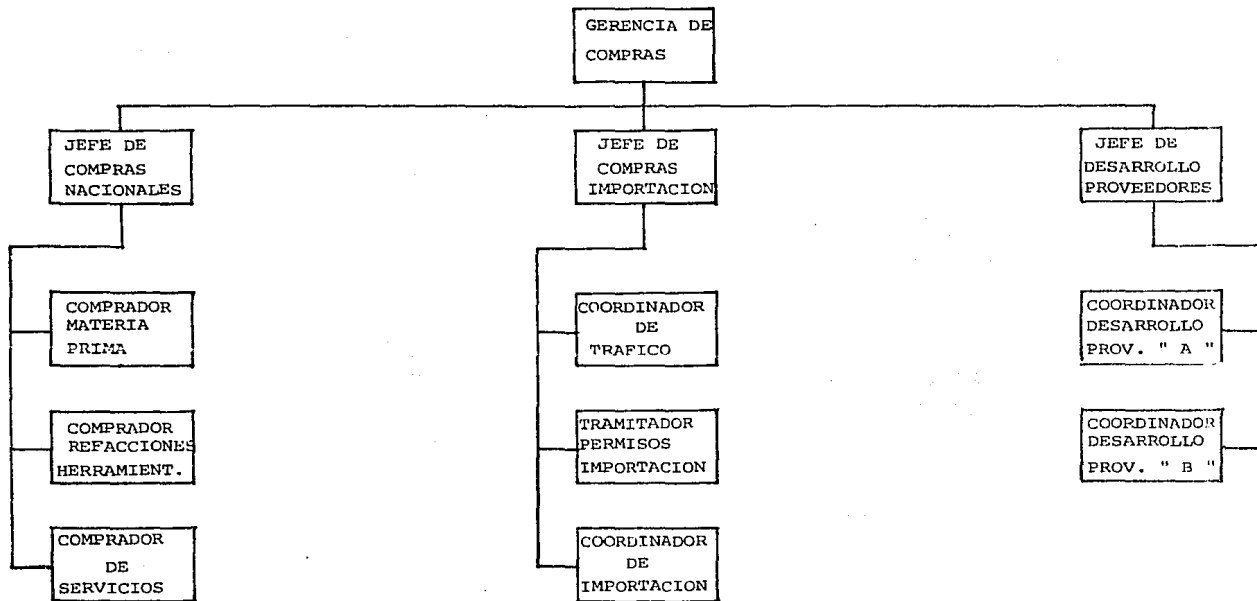 GERENCIA DE
COMPRAS
JEFE DE
COMPRAS
NACIONALES
JEFE DE
COMPRAS
IMPORTACION
JEFE DE
DESARROLLO
PROVEEDORES
COMPRADOR
MATERIA
PRIMA
COORDINADOR
DE
TRAFICO
COORDINADOR
DESARROLLO
PROV. " A "
COMPRADOR
REFACCIONES
HERRAMIENT.
TRAMITADOR
PERMISOS
IMPORTACION
COORDINADOR
DESARROLLO
PROV. " B "
COMPRADOR
DE
SERVICIOS
COORDINADOR
DE
IMPORTACION